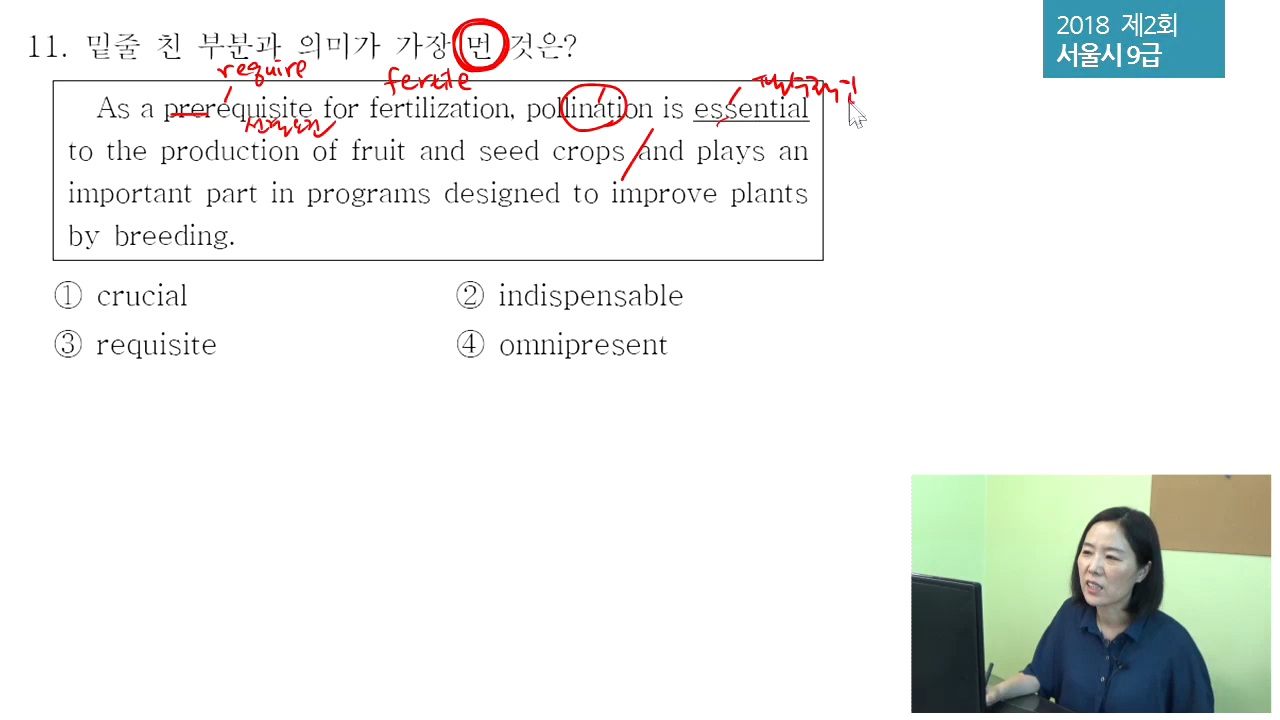 2018 제2회
서울시 9급
11. 밑줄 친 부분과 의미가 가장 먼 것은?
require
fertile
As a prerequisite for fertilization, pollination is essential
to the production of fruit and seed crops and plays an
important part in programs designed to improve plants
by breeding.
① crucial ② indispensable
③ requisite ④ omnipresent